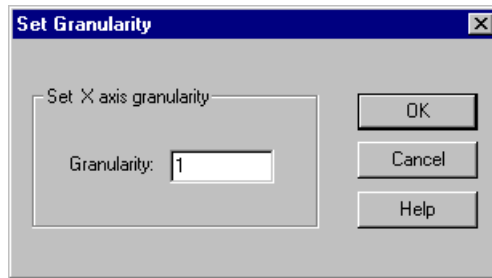 Set Granularity
Set X axis granularity
OK
Granularity: 1
Cancel
Help